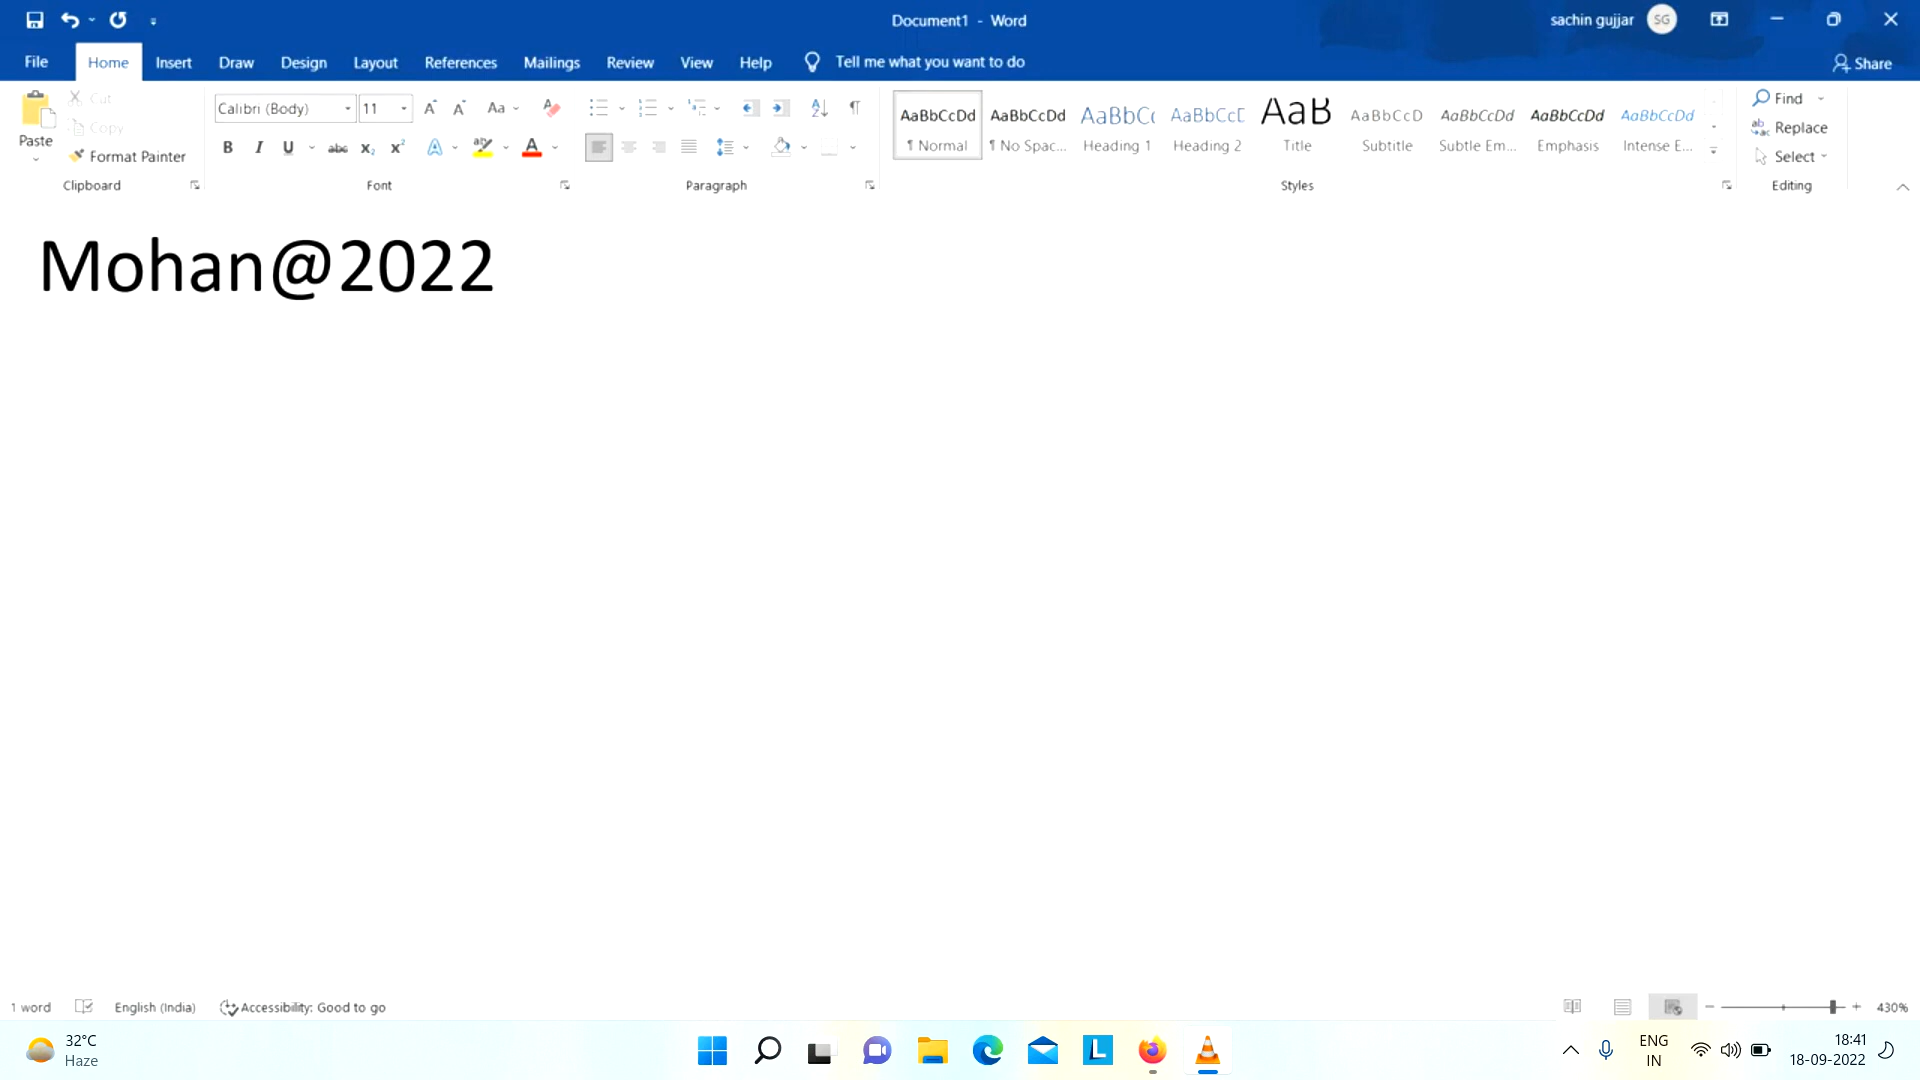 Document1 - Word
sachin gujjar SG
File Home Insert Draw Design Layout References Mailings Review View Help Tell me what you want to do Share
Paste
Cut
Copy
Format Painter
Clipboard
Calibri (Body) 11
Font
Paragraph
AaBbCcDd AaBbCcDd AaBbCc AaBbCcD AaB AaBbCcD AaBbCcDd AaBbCcDd AaBbCcDd
¶ Normal ¶ No Spac... Heading 1 Heading 2 Title Subtitle Subtle Em... Emphasis Intense E...
Styles
Find
Replace
Select
Editing
Mohan@2022
1 word English (India) Accessibility: Good to go 430%
32°C
Haze
ENG
IN
18:41
18-09-2022